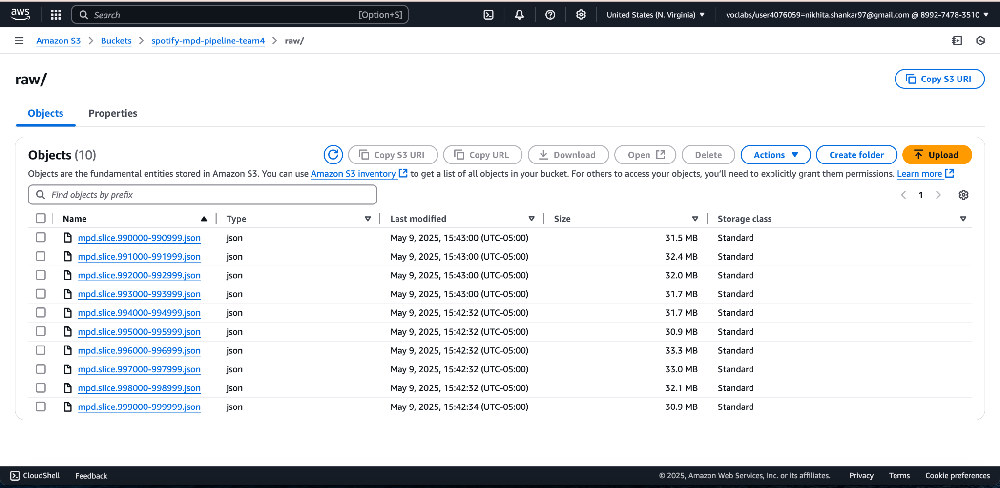 aws Search [Option+S] United States (N. Virginia) voclabs/user4076059=nikhita.shankar97@gmail.com @ 8992-7478-3510
Amazon S3 Buckets spotify-mpd-pipeline-team4 raw/
raw/
Copy S3 URI
Objects Properties
Objects (10) Copy S3 URI Copy URL Download Open Delete Actions Create folder Upload
Objects are the fundamental entities stored in Amazon S3. You can use Amazon S3 inventory to get a list of all objects in your bucket. For others to access your objects, you'll need to explicitly grant them permissions. Learn more
Find objects by prefix 1
Name Type Last modified Size Storage class
mpd.slice.990000-990999.json json May 9, 2025, 15:43:00 (UTC-05:00) 31.5 MB Standard
mpd.slice.991000-991999.json json May 9, 2025, 15:43:00 (UTC-05:00) 32.4 MB Standard
mpd.slice.992000-992999.json json May 9, 2025, 15:43:00 (UTC-05:00) 32.0 MB Standard
mpd.slice.993000-993999.json json May 9, 2025, 15:43:00 (UTC-05:00) 31.7 MB Standard
mpd.slice.994000-994999.json json May 9, 2025, 15:42:32 (UTC-05:00) 31.7 MB Standard
mpd.slice.995000-995999.json json May 9, 2025, 15:42:32 (UTC-05:00) 30.9 MB Standard
mpd.slice.996000-996999.json json May 9, 2025, 15:42:32 (UTC-05:00) 33.3 MB Standard
mpd.slice.997000-997999.json json May 9, 2025, 15:42:32 (UTC-05:00) 33.0 MB Standard
mpd.slice.998000-998999.json json May 9, 2025, 15:42:32 (UTC-05:00) 32.1 MB Standard
mpd.slice.999000-999999.json json May 9, 2025, 15:42:34 (UTC-05:00) 30.9 MB Standard
CloudShell Feedback © 2025, Amazon Web Services, Inc. or its affiliates. Privacy Terms Cookie preferences